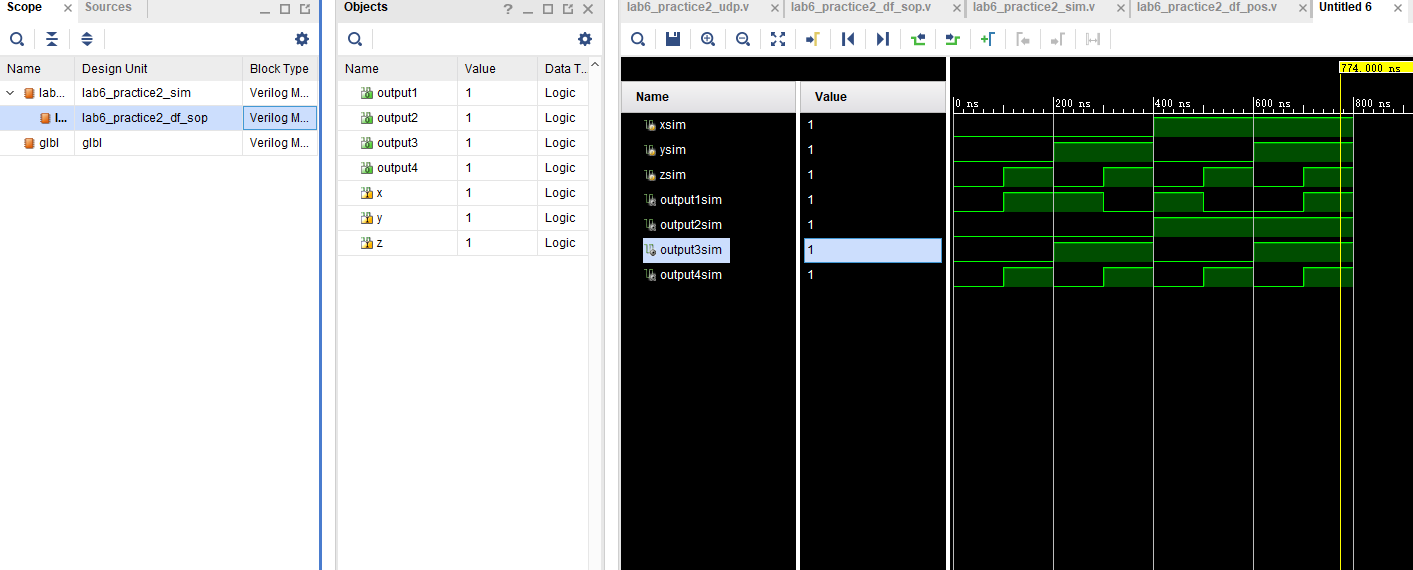 Scope
Sources
Name
Design Unit
Block Type
lab...
lab6_practice2_sim
Verilog M...
l...
lab6_practice2_df_sop
Verilog M...
glbl
glbl
Verilog M...
Objects
Name
Value
Data T...
output1
1
Logic
output2
1
Logic
output3
1
Logic
output4
1
Logic
x
1
Logic
y
1
Logic
z
1
Logic
lab6_practice2_udp.v
lab6_practice2_df_sop.v
lab6_practice2_sim.v
lab6_practice2_df_pos.v
Untitled 6
774.000 ns
Name
Value
0 ns
200 ns
400 ns
600 ns
800 ns
xsim
1
ysim
1
zsim
1
output1sim
1
output2sim
1
output3sim
1
output4sim
1